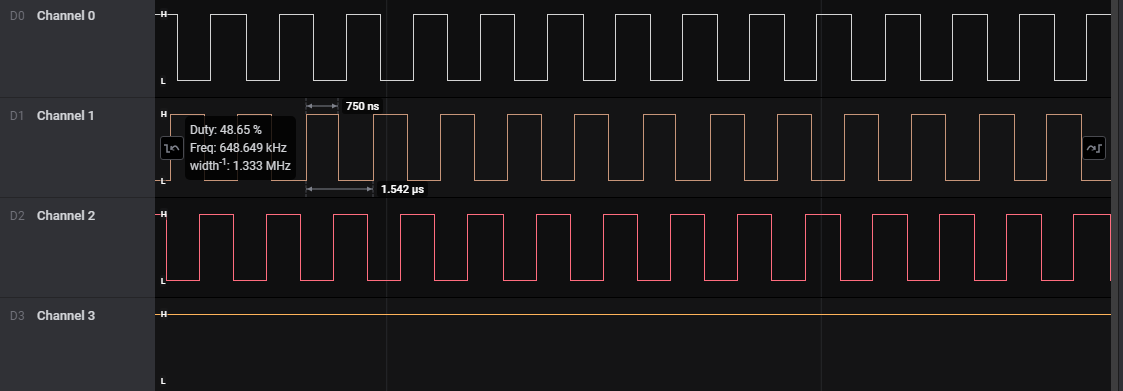 D0 Channel 0
H
L
D1 Channel 1
H
750 ns
Duty: 48.65 %
Freq: 648.649 kHz
width-1: 1.333 MHz
L
1.542 µs
D2 Channel 2
H
L
D3 Channel 3
H
L